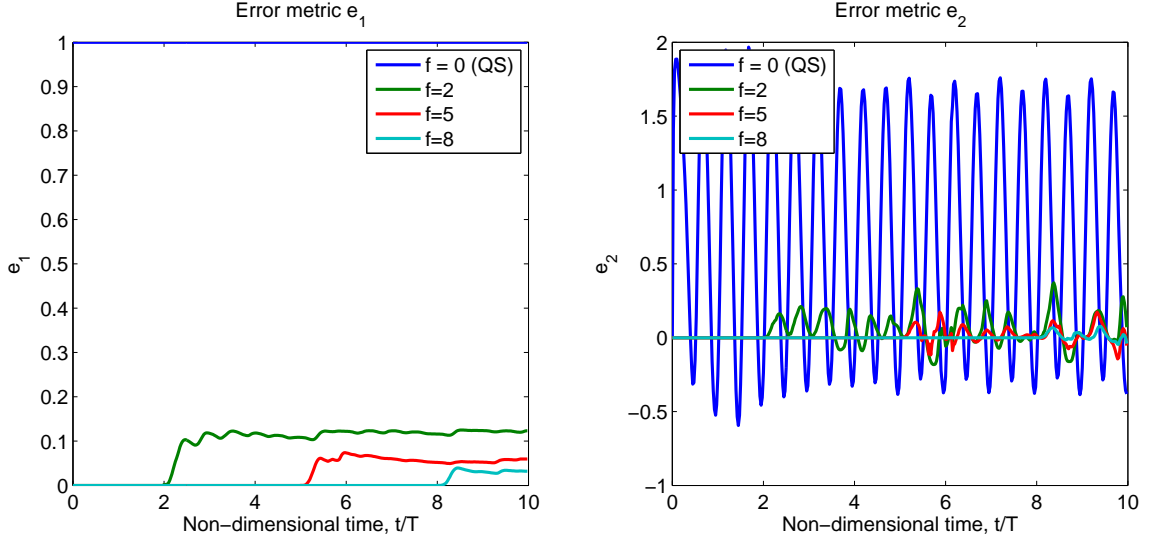 Error metric e1
1
0.9
0.8
0.7
0.6
0.5
0.4
0.3
0.2
0.1
0
e1
0 2 4 6 8 10
Non−dimensional time, t/T
f = 0 (QS)
f=2
f=5
f=8
Error metric e2
2
1.5
1
0.5
0
−0.5
−1
e2
0 2 4 6 8 10
Non−dimensional time, t/T
f = 0 (QS)
f=2
f=5
f=8